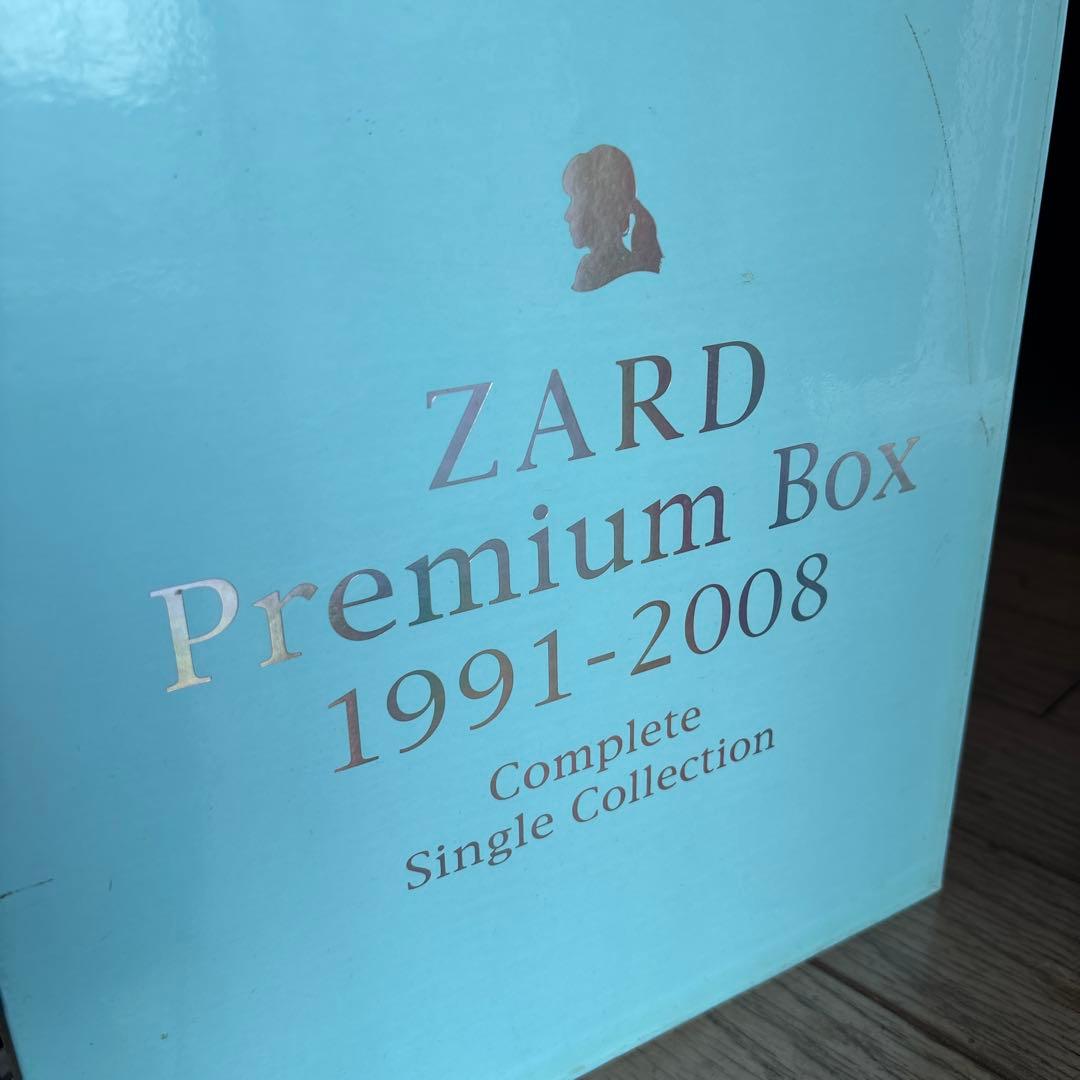 ZARD
Premium Box
1991-2008
Complete
Single Collection